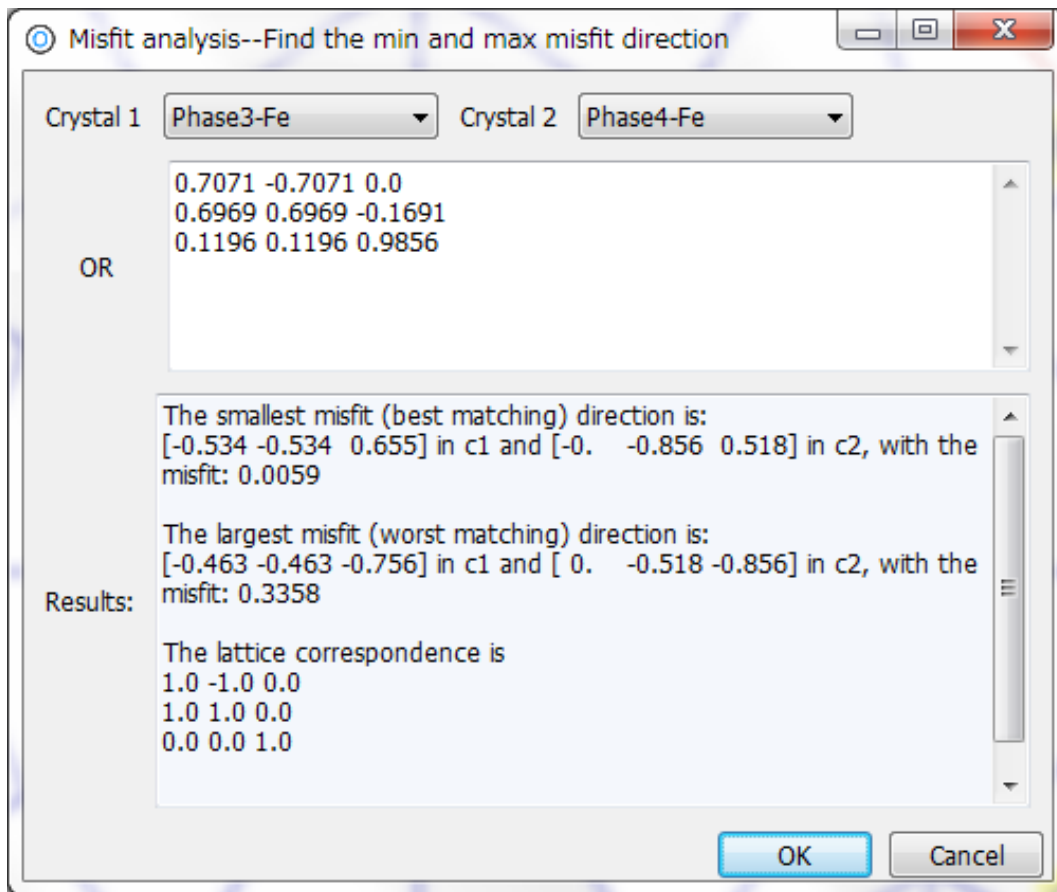 Misfit analysis--Find the min and max misfit direction
Crystal 1 Phase3-Fe Crystal 2 Phase4-Fe
OR
0.7071 -0.7071 0.0
0.6969 0.6969 -0.1691
0.1196 0.1196 0.9856
Results:
The smallest misfit (best matching) direction is:
[-0.534 -0.534  0.655] in c1 and [-0.    -0.856  0.518] in c2, with the
misfit: 0.0059
The largest misfit (worst matching) direction is:
[-0.463 -0.463 -0.756] in c1 and [ 0.    -0.518 -0.856] in c2, with the
misfit: 0.3358
The lattice correspondence is
1.0 -1.0 0.0
1.0 1.0 0.0
0.0 0.0 1.0
OK
Cancel